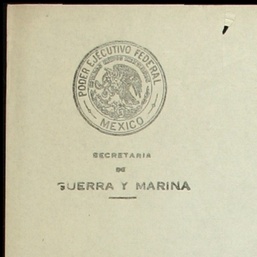 PODER EJECUTIVO FEDERAL
MEXICO
SECRETARIA
DE
GUERRA Y MARINA